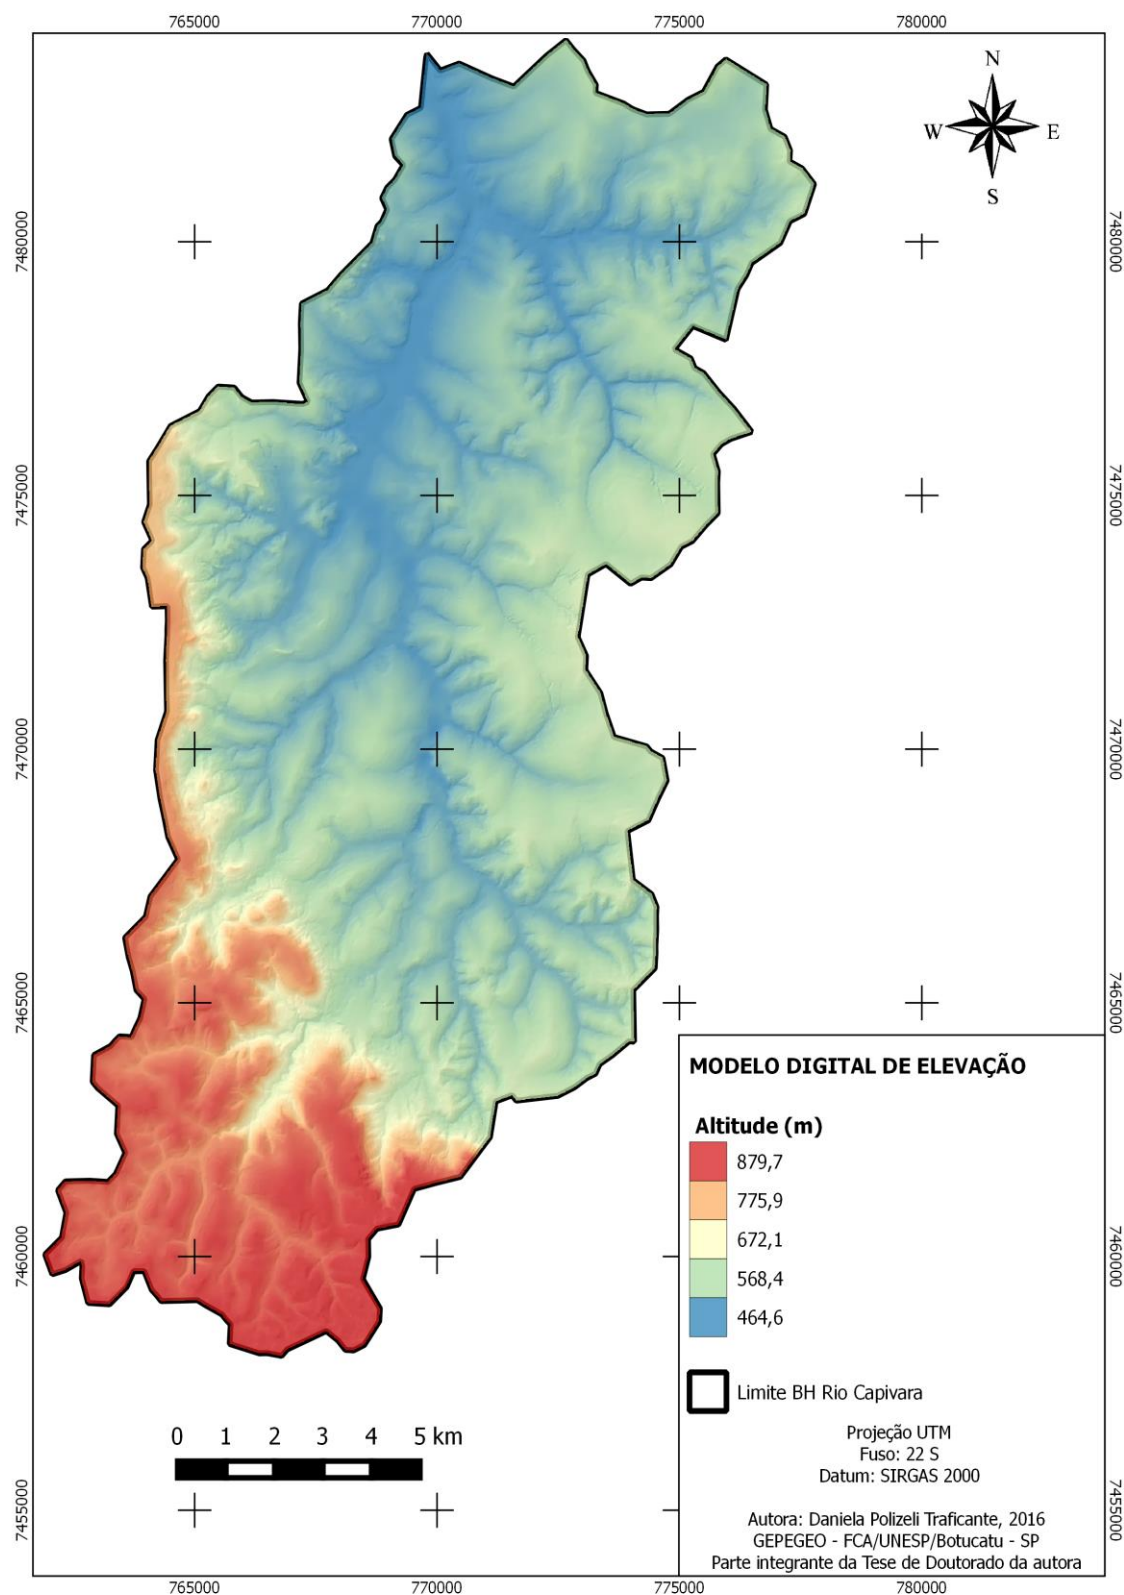 765000 770000 775000 780000
N
W E
S
7480000 7480000
7475000 7475000
7470000 7470000
7465000 7465000
7460000 7460000
7455000 7455000
MODELO DIGITAL DE ELEVAÇÃO
Altitude (m)
879,7
775,9
672,1
568,4
464,6
Limite BH Rio Capivara
Projeção UTM
Fuso: 22 S
Datum: SIRGAS 2000
Autora: Daniela Polizeli Traficante, 2016
GEPEGEO - FCA/UNESP/Botucatu - SP
Parte integrante da Tese de Doutorado da autora
0 1 2 3 4 5 km
765000 770000 775000 780000